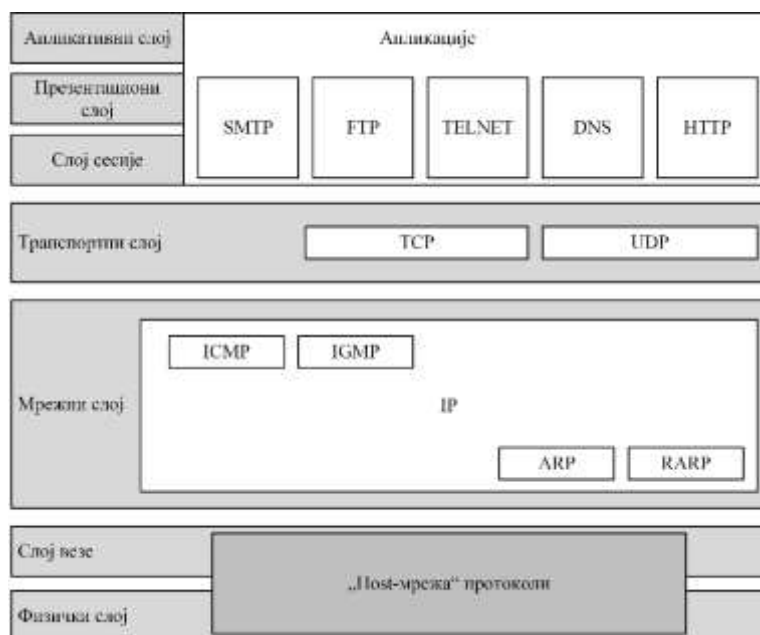 Апликативни слој
Апликације
Презентациони
слој
SMTP
FTP
TELNET
DNS
HTTP
Слој сесије
Транспортни слој
TCP
UDP
ICMP
IGMP
Мрежни слој
IP
ARP
RARP
Слој везе
„Host-мрежа“ протоколи
Физички слој